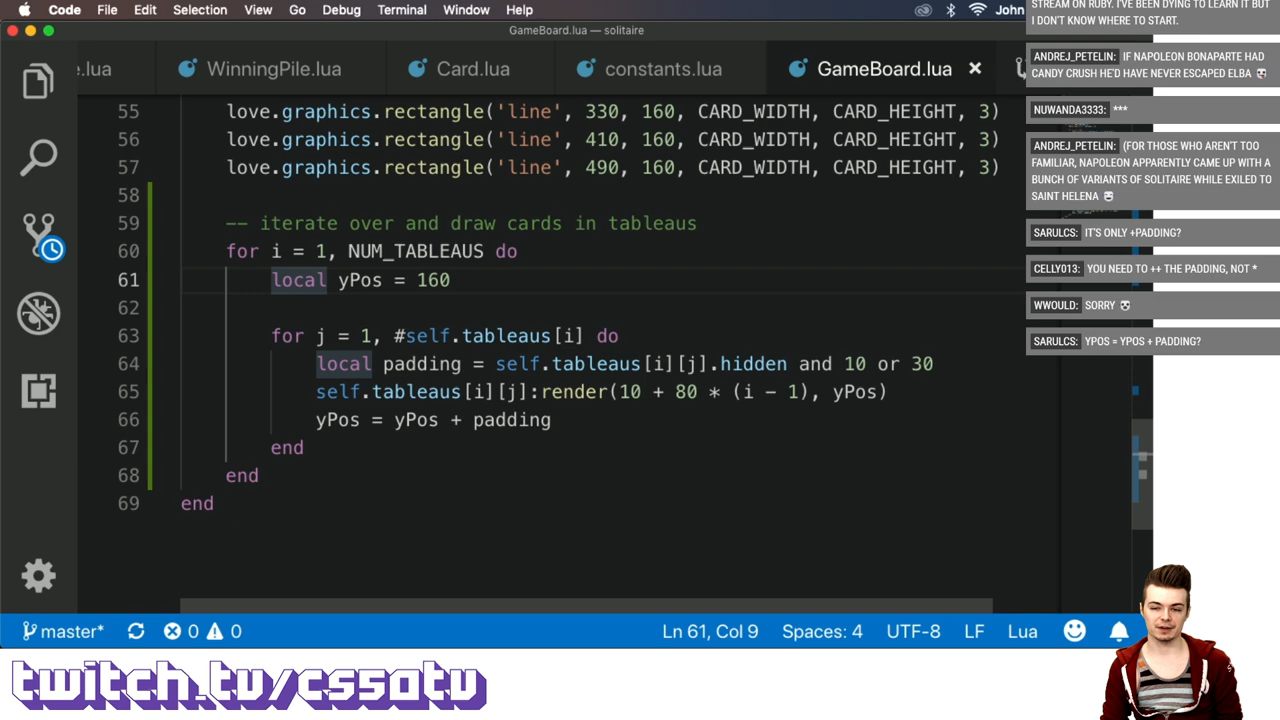 Code File Edit Selection View Go Debug Terminal Window Help John
GameBoard.lua — solitaire
e.lua WinningPile.lua Card.lua constants.lua GameBoard.lua ×
55 love.graphics.rectangle('line', 330, 160, CARD_WIDTH, CARD_HEIGHT, 3)
56 love.graphics.rectangle('line', 410, 160, CARD_WIDTH, CARD_HEIGHT, 3)
57 love.graphics.rectangle('line', 490, 160, CARD_WIDTH, CARD_HEIGHT, 3)
58
59 -- iterate over and draw cards in tableaus
60 for i = 1, NUM_TABLEAUS do
61 local yPos = 160
62
63 for j = 1, #self.tableaus[i] do
64 local padding = self.tableaus[i][j].hidden and 10 or 30
65 self.tableaus[i][j]:render(10 + 80 * (i - 1), yPos)
66 yPos = yPos + padding
67 end
68 end
69 end
master* 0 0 Ln 61, Col 9 Spaces: 4 UTF-8 LF Lua
STREAM ON RUBY. I'VE BEEN DYING TO LEARN IT BUT
I DON'T KNOW WHERE TO START.
ANDREJ_PETELIN: IF NAPOLEON BONAPARTE HAD
CANDY CRUSH HE'D HAVE NEVER ESCAPED ELBA
NUWANDA3333: ***
ANDREJ_PETELIN: (FOR THOSE WHO AREN'T TOO
FAMILIAR, NAPOLEON APPARENTLY CAME UP WITH A
BUNCH OF VARIANTS OF SOLITAIRE WHILE EXILED TO
SAINT HELENA
SARULCS: IT'S ONLY +PADDING?
CELLY013: YOU NEED TO ++ THE PADDING, NOT *
WWOULD: SORRY
SARULCS: YPOS = YPOS + PADDING?
twitch.tv/cs50tv